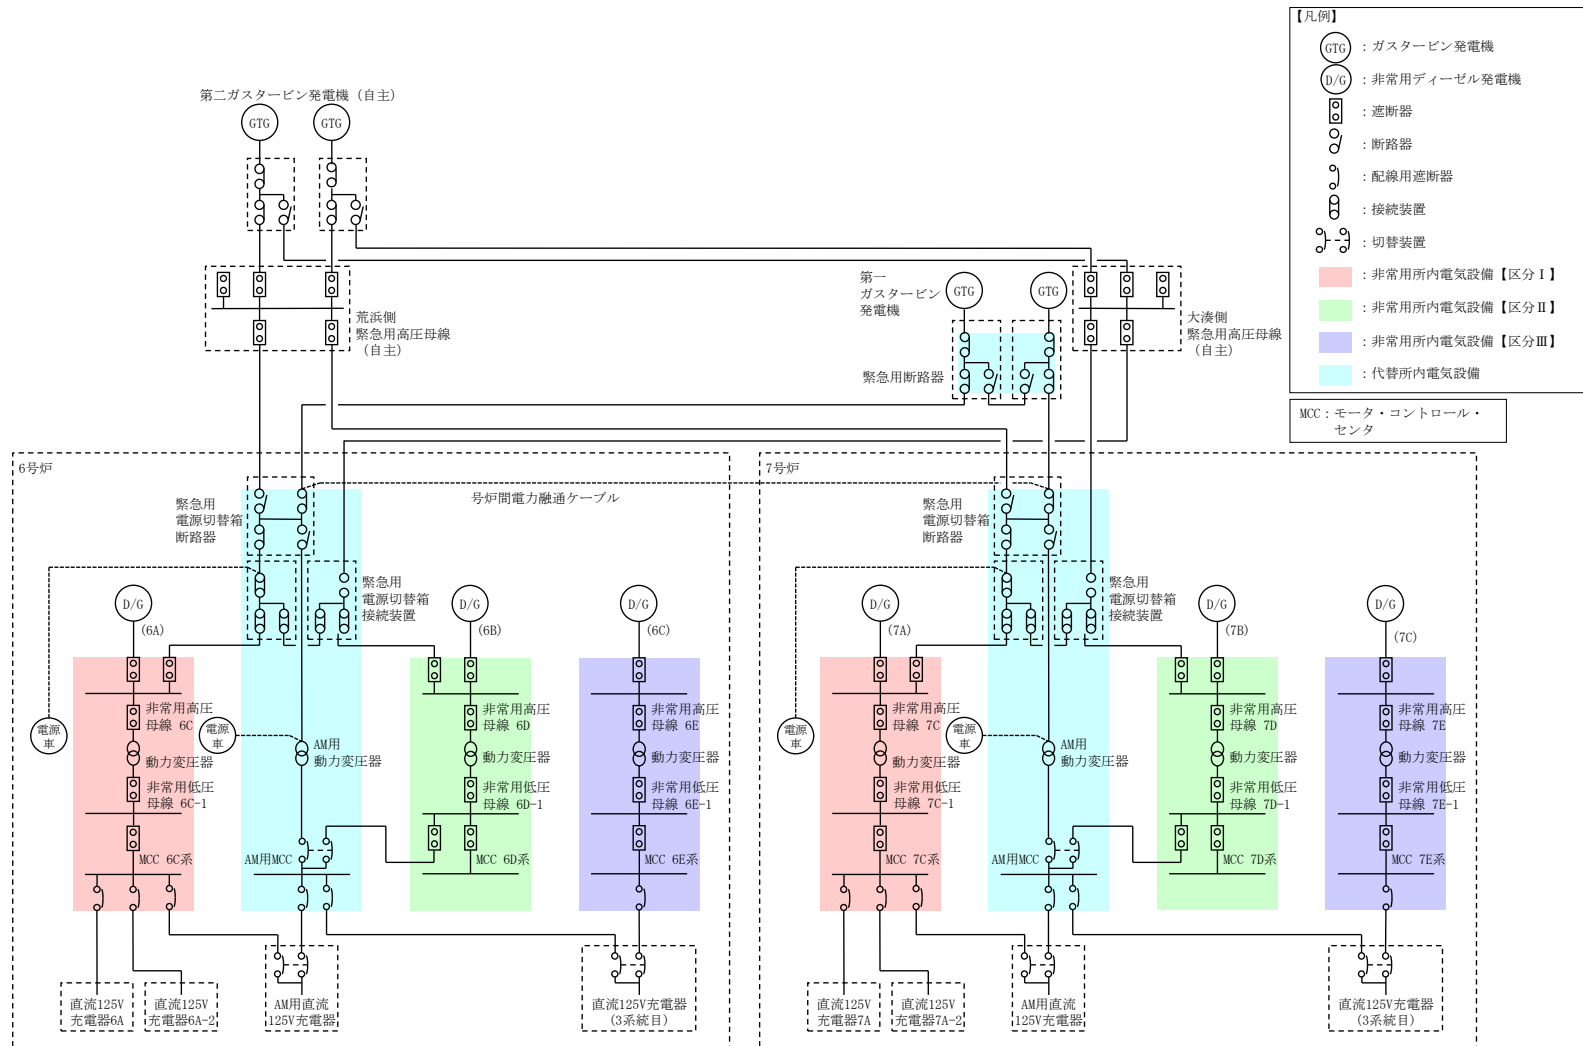 【凡例】
GTG
：ガスタービン発電機
D/G
：非常用ディーゼル発電機
：遮断器
：断路器
：配線用遮断器
：接続装置
：切替装置
：非常用所内電気設備【区分Ⅰ】
：非常用所内電気設備【区分Ⅱ】
：非常用所内電気設備【区分Ⅲ】
：代替所内電気設備
MCC：モータ・コントロール・
センタ
第二ガスタービン発電機（自主）
GTG
GTG
荒浜側
緊急用高圧母線
（自主）
第一
ガスタービン
発電機
GTG
GTG
緊急用断路器
大湊側
緊急用高圧母線
（自主）
6号炉
緊急用
電源切替箱
断路器
号炉間電力融通ケーブル
緊急用
電源切替箱
接続装置
D/G
(6A)
D/G
(6B)
D/G
(6C)
電源
車
電源
車
非常用高圧
母線 6C
動力変圧器
非常用低圧
母線 6C-1
MCC 6C系
AM用
動力変圧器
AM用MCC
非常用高圧
母線 6D
動力変圧器
非常用低圧
母線 6D-1
MCC 6D系
非常用高圧
母線 6E
動力変圧器
非常用低圧
母線 6E-1
MCC 6E系
直流125V
充電器6A
直流125V
充電器6A-2
AM用直流
125V充電器
直流125V充電器
(3系統目)
7号炉
緊急用
電源切替箱
断路器
緊急用
電源切替箱
接続装置
D/G
(7A)
D/G
(7B)
D/G
(7C)
電源
車
電源
車
非常用高圧
母線 7C
動力変圧器
非常用低圧
母線 7C-1
MCC 7C系
AM用
動力変圧器
AM用MCC
非常用高圧
母線 7D
動力変圧器
非常用低圧
母線 7D-1
MCC 7D系
非常用高圧
母線 7E
動力変圧器
非常用低圧
母線 7E-1
MCC 7E系
直流125V
充電器7A
直流125V
充電器7A-2
AM用直流
125V充電器
直流125V充電器
(3系統目)